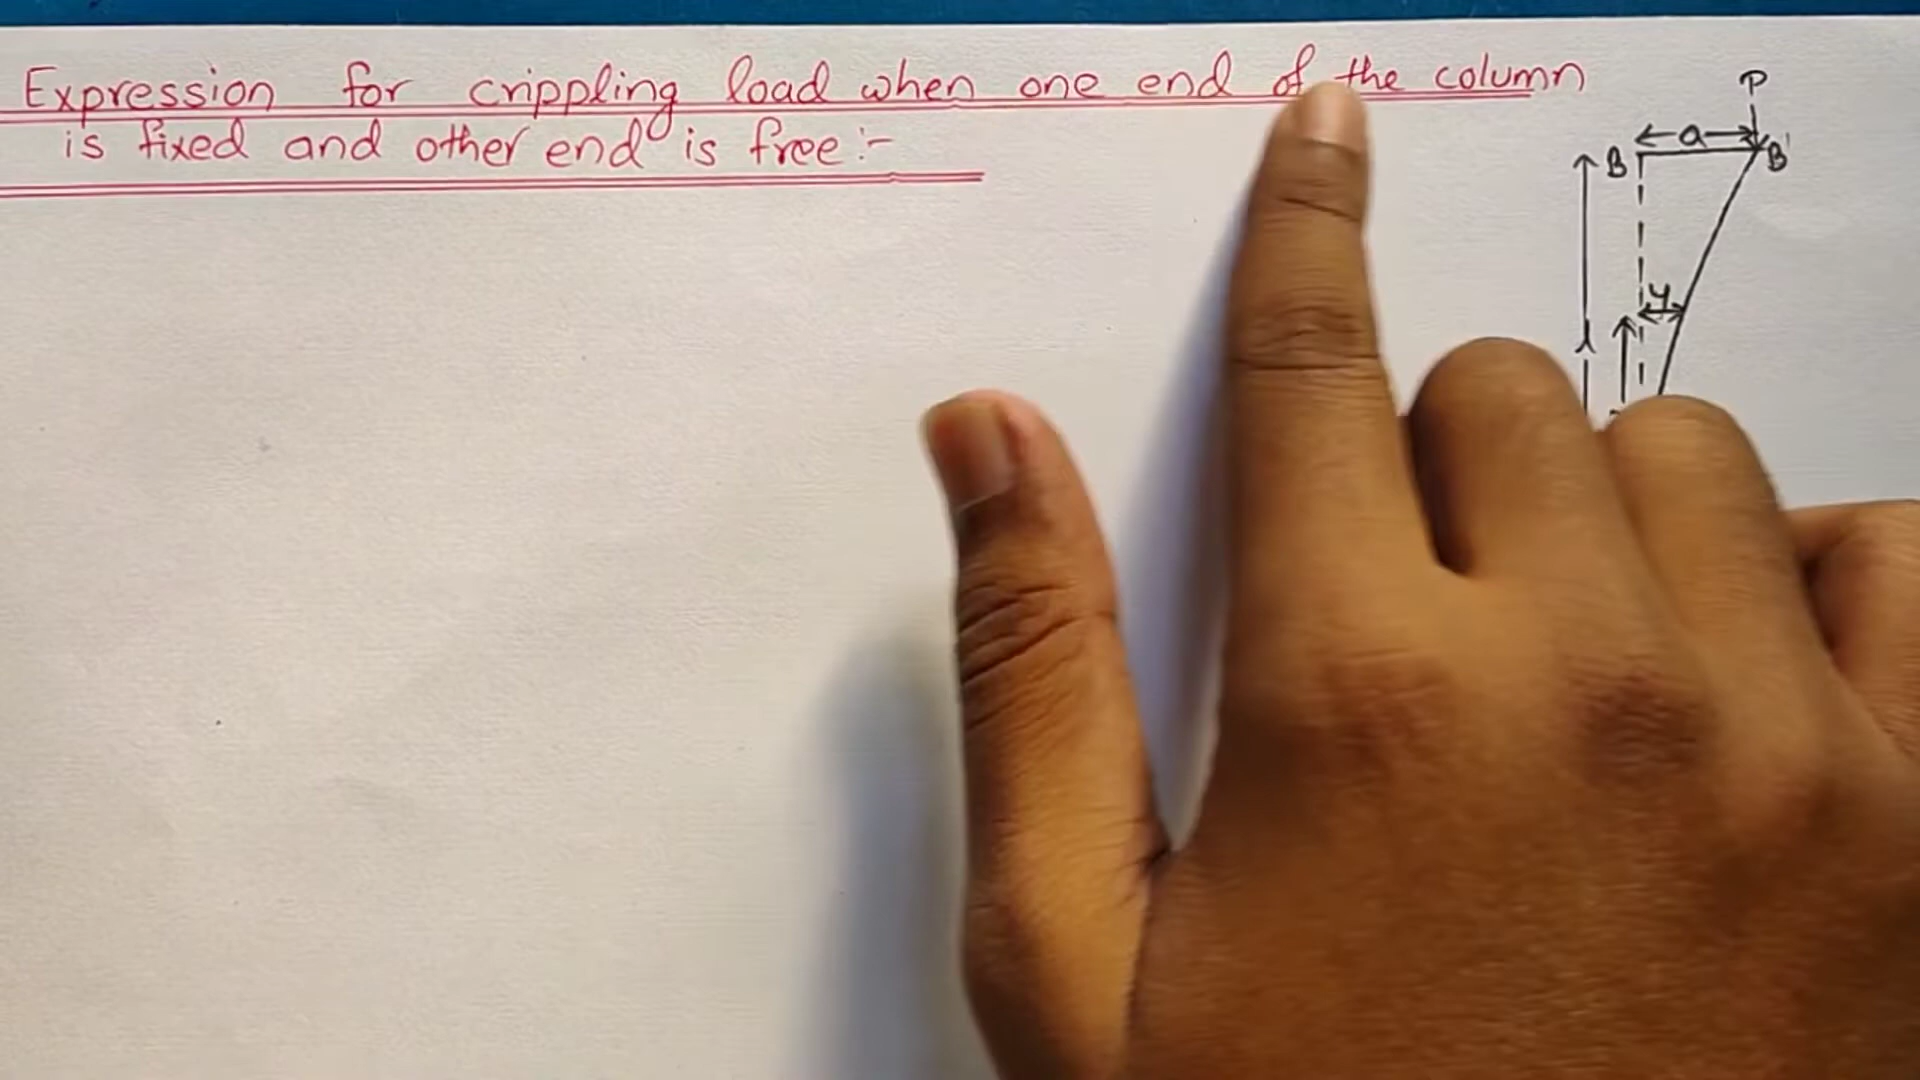 Expression for crippling load when one end of the column
is fixed and other end is free :-
P
a
B
B'
y
l